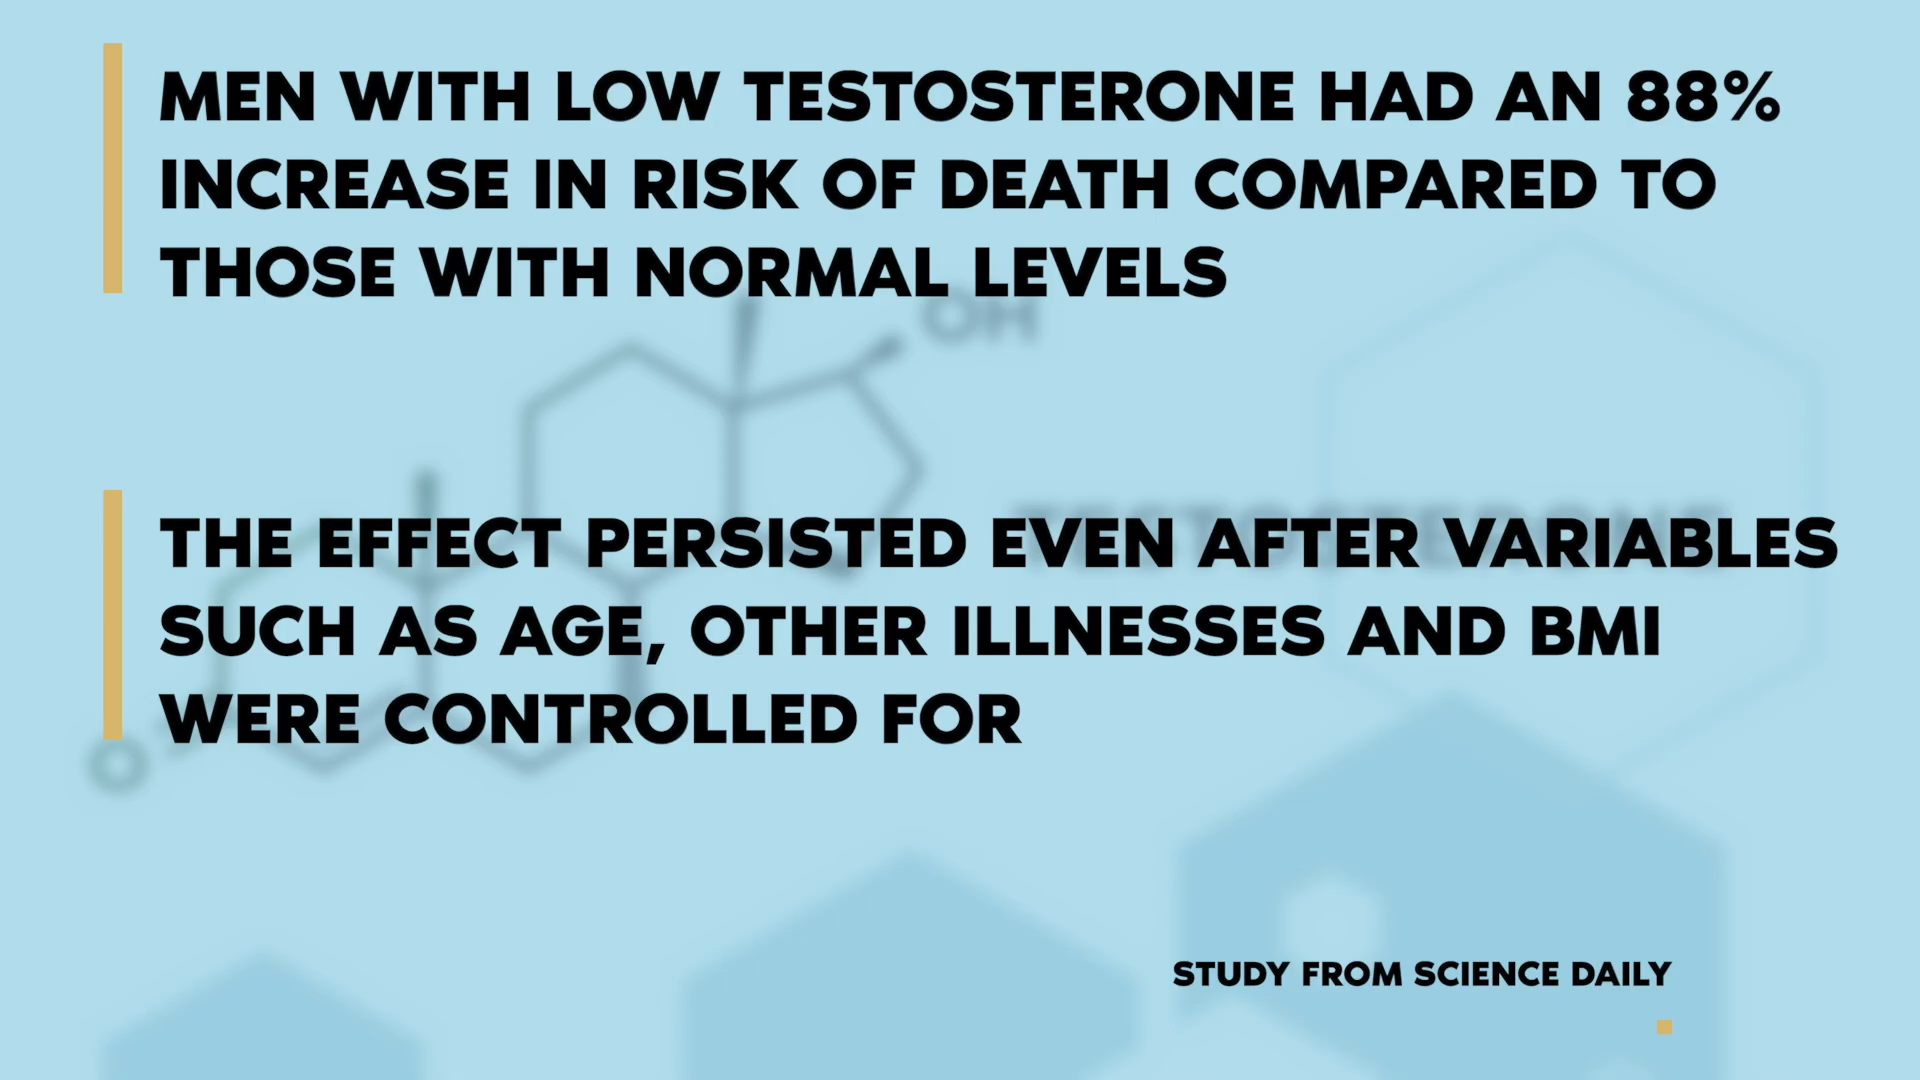 MEN WITH LOW TESTOSTERONE HAD AN 88%
INCREASE IN RISK OF DEATH COMPARED TO
THOSE WITH NORMAL LEVELS
OH
THE EFFECT PERSISTED EVEN AFTER VARIABLES
SUCH AS AGE, OTHER ILLNESSES AND BMI
WERE CONTROLLED FOR
O
STUDY FROM SCIENCE DAILY